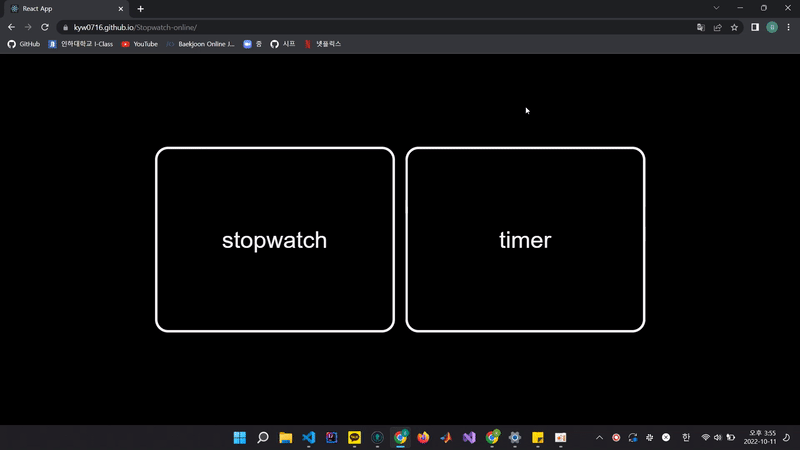 React App
kyw0716.github.io/Stopwatch-online/
GitHub
인하대학교 I-Class
YouTube
Baekjoon Online J...
줌
시프
넷플릭스
stopwatch
timer
한
오후 3:55
2022-10-11